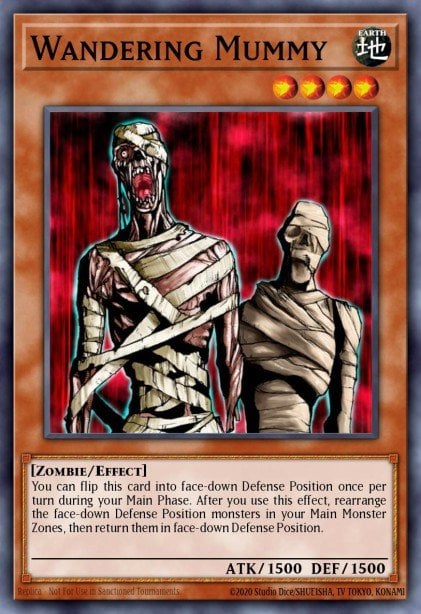 WANDERING MUMMY
EARTH
地
[ZOMBIE/EFFECT]
You can flip this card into face-down Defense Position once per
turn during your Main Phase. After you use this effect, rearrange
the face-down Defense Position monsters in your Main Monster
Zones, then return them in face-down Defense Position.
ATK/1500 DEF/1500
Replica - Not For Use in Sanctioned Tournaments
©2020 Studio Dice/SHUEISHA, TV TOKYO, KONAMI